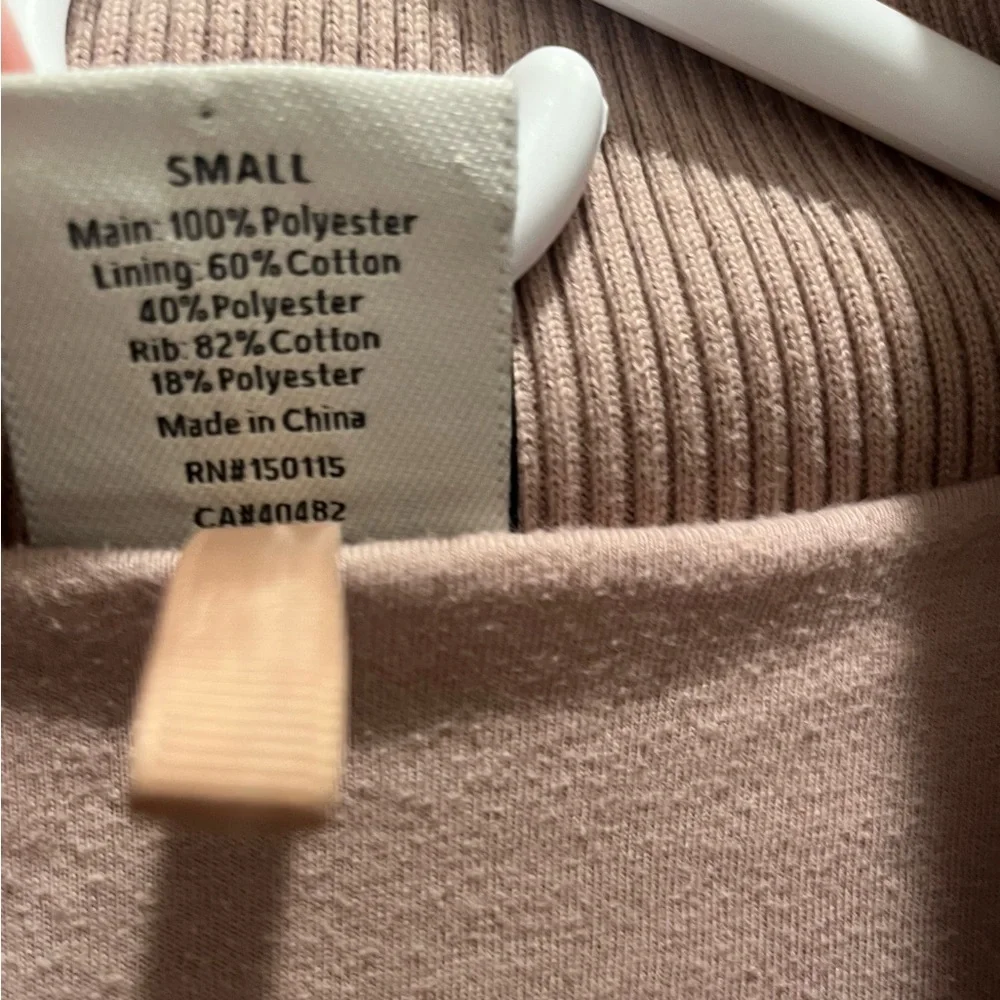 SMALL
Main: 100% Polyester
Lining: 60% Cotton
40% Polyester
Rib: 82% Cotton
18% Polyester
Made in China
RN#150115
CA#40482